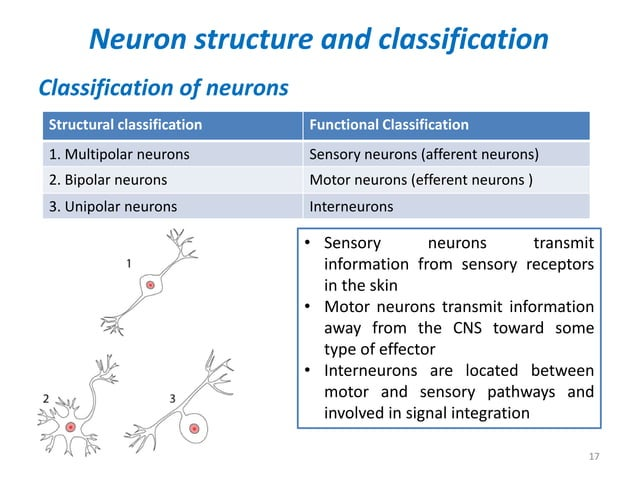 Neuron structure and classification
Classification of neurons
Structural classification Functional Classification
1. Multipolar neurons Sensory neurons (afferent neurons)
2. Bipolar neurons Motor neurons (efferent neurons )
3. Unipolar neurons Interneurons
1
2
3
• Sensory neurons transmit
information from sensory receptors
in the skin
• Motor neurons transmit information
away from the CNS toward some
type of effector
• Interneurons are located between
motor and sensory pathways and
involved in signal integration
17